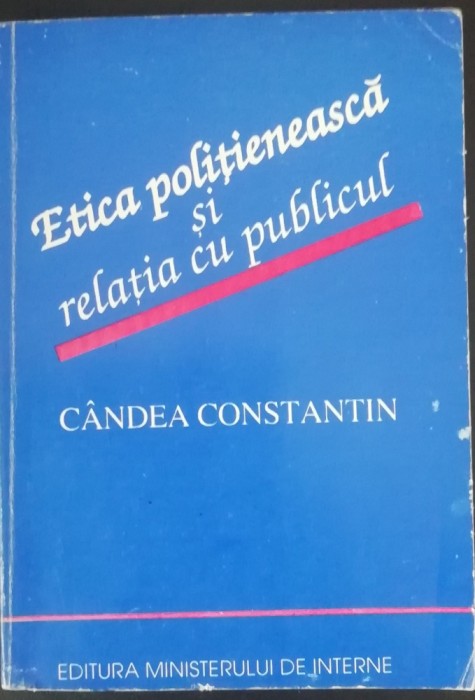 Etica polițienească
și
relația cu publicul
CÂNDEA CONSTANTIN
EDITURA MINISTERULUI DE INTERNE